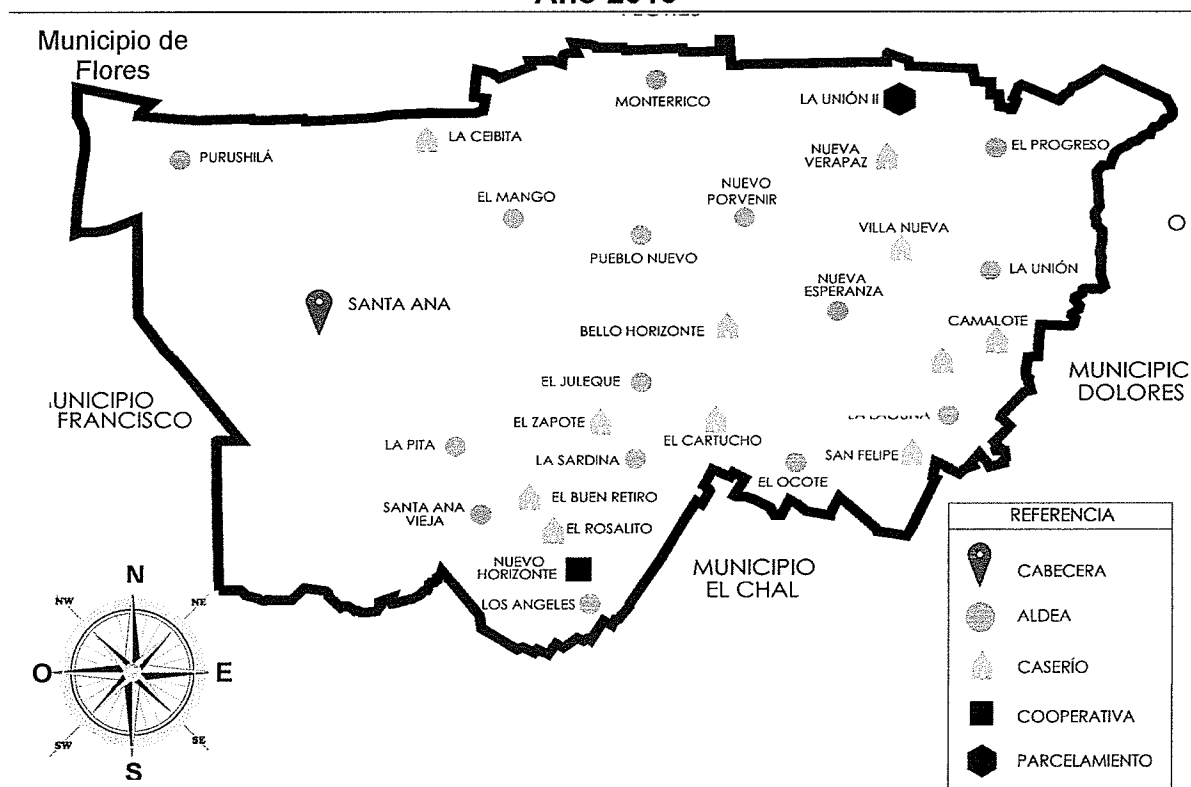 Municipio de
Flores
MONTERRICO
LA UNIÓN II
LA CEIBITA
PURUSHILÁ
NUEVA
VERAPAZ
EL PROGRESO
EL MANGO
NUEVO
PORVENIR
PUEBLO NUEVO
VILLA NUEVA
LA UNIÓN
NUEVA
ESPERANZA
SANTA ANA
BELLO HORIZONTE
CAMALOTE
EL JULEQUE
MUNICIPIC
DOLORES
UNICIPIO
FRANCISCO
EL ZAPOTE
EL CARTUCHO
LA PITA
LA SARDINA
SAN FELIPE
EL OCOTE
EL BUEN RETIRO
SANTA ANA
VIEJA
EL ROSALITO
NUEVO
HORIZONTE
LOS ANGELES
MUNICIPIO
EL CHAL
REFERENCIA
CABECERA
ALDEA
CASERÍO
COOPERATIVA
PARCELAMIENTO
N
NW
NE
O
E
SW
SE
S